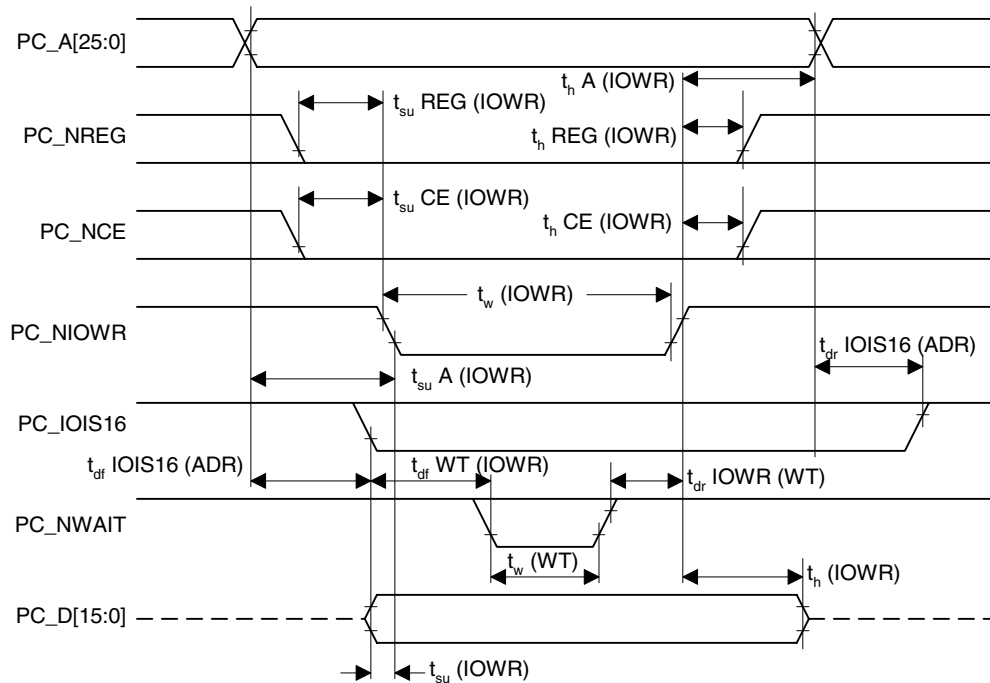 PC_A[25:0]
t_h A (IOWR)
t_su REG (IOWR)
PC_NREG
t_h REG (IOWR)
t_su CE (IOWR)
PC_NCE
t_h CE (IOWR)
t_w (IOWR)
PC_NIOWR
t_dr IOIS16 (ADR)
t_su A (IOWR)
PC_IOIS16
t_df IOIS16 (ADR)
t_df WT (IOWR)
t_dr IOWR (WT)
PC_NWAIT
t_w (WT)
t_h (IOWR)
PC_D[15:0]
t_su (IOWR)